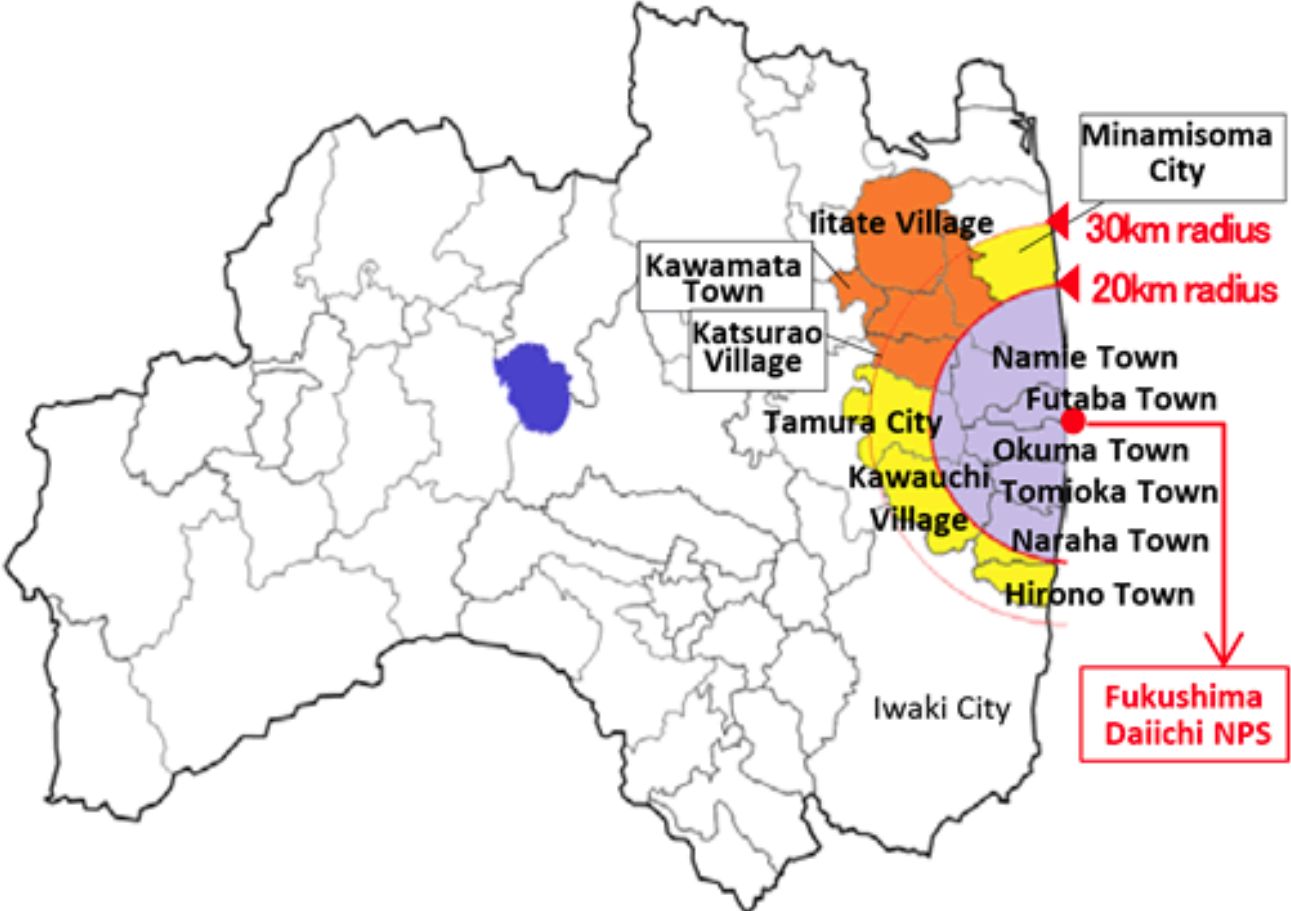 Minamisoma
City
Iitate Village
30km radius
Kawamata
Town
20km radius
Katsurao
Village
Namie Town
Futaba Town
Tamura City
Okuma Town
Kawauchi
Village
Tomioka Town
Naraha Town
Hirono Town
Iwaki City
Fukushima
Daiichi NPS